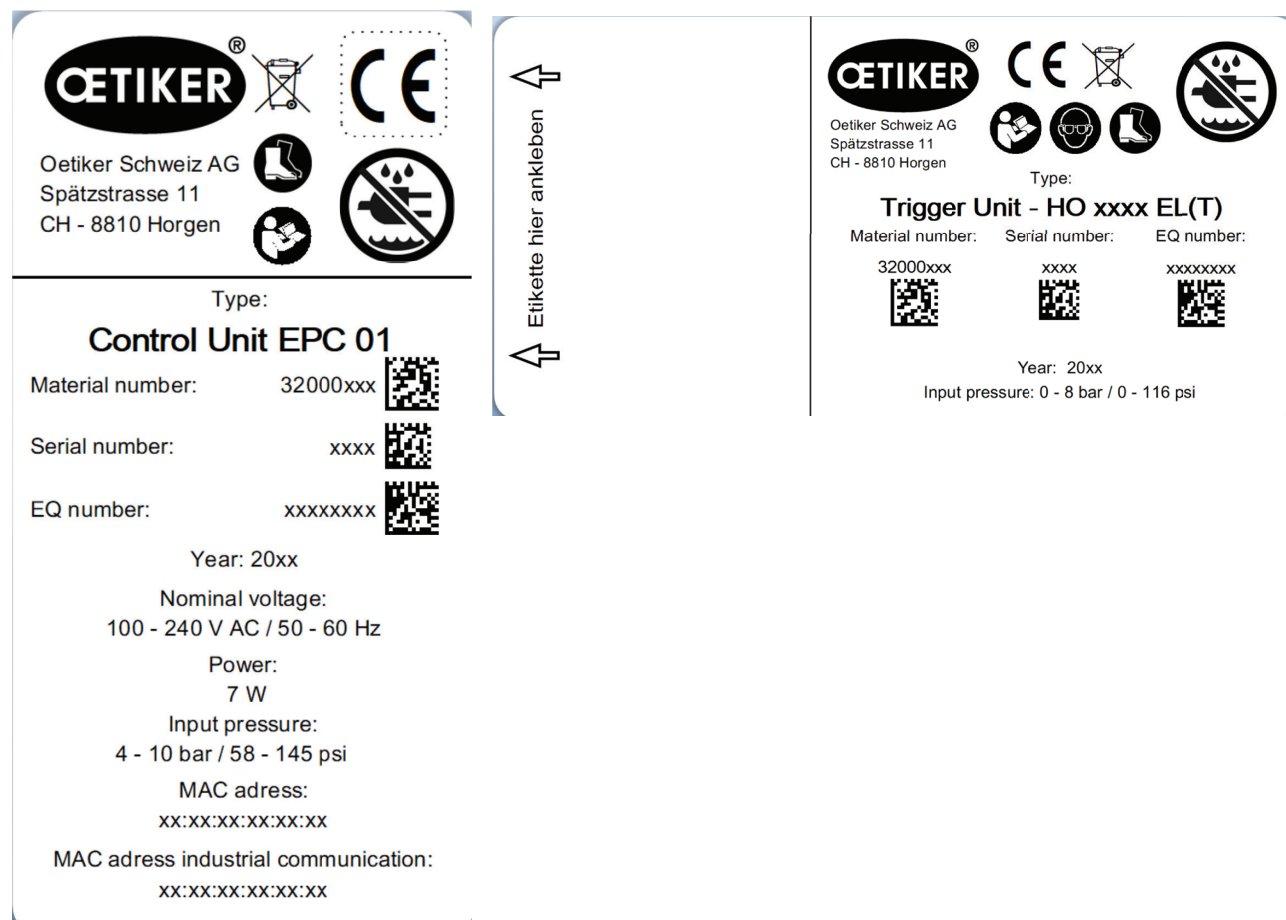 ŒTIKER®
CE
Oetiker Schweiz AG
Spätzstrasse 11
CH - 8810 Horgen
Type:
Control Unit EPC 01
Material number: 32000xxx
Serial number: xxxx
EQ number: xxxxxxxx
Year: 20xx
Nominal voltage:
100 - 240 V AC / 50 - 60 Hz
Power:
7 W
Input pressure:
4 - 10 bar / 58 - 145 psi
MAC adress:
xx:xx:xx:xx:xx:xx
MAC adress industrial communication:
xx:xx:xx:xx:xx:xx
Etikette hier ankleben
ŒTIKER®
CE
Oetiker Schweiz AG
Spätzstrasse 11
CH - 8810 Horgen
Type:
Trigger Unit - HO xxxx EL(T)
Material number: Serial number: EQ number:
32000xxx xxxx xxxxxxxx
Year: 20xx
Input pressure: 0 - 8 bar / 0 - 116 psi